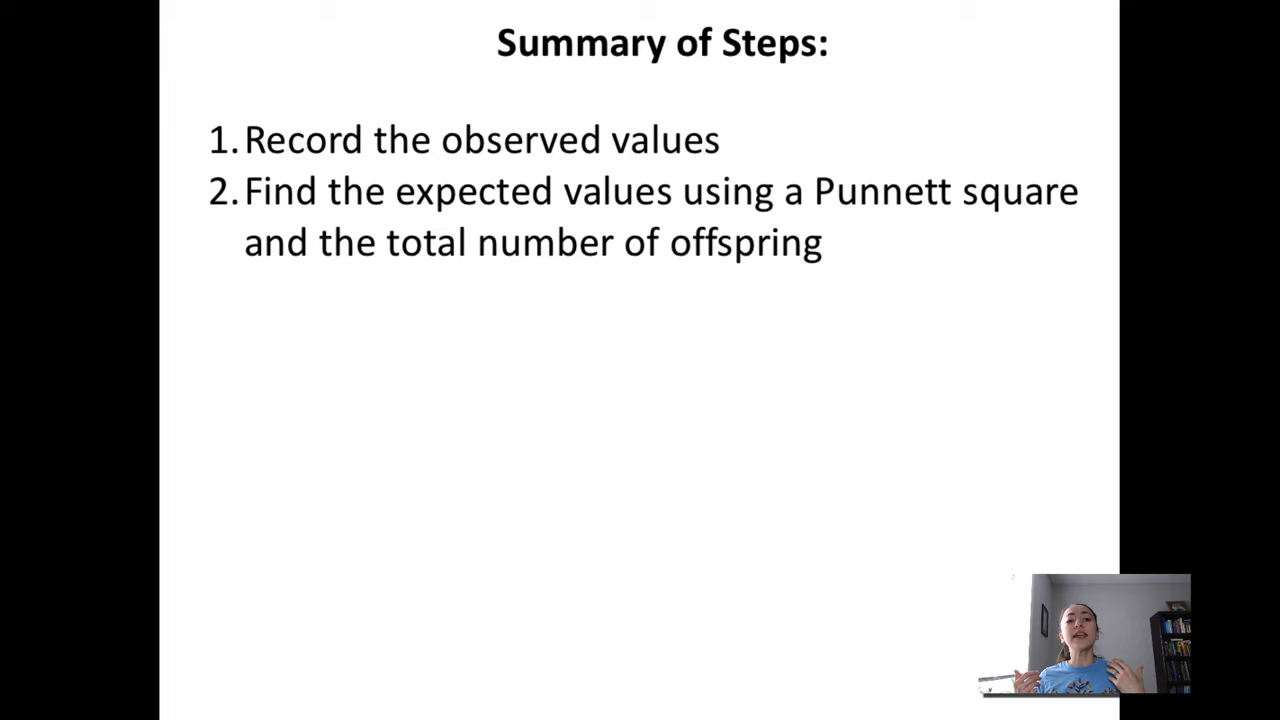 Summary of Steps:
1. Record the observed values
2. Find the expected values using a Punnett square
and the total number of offspring